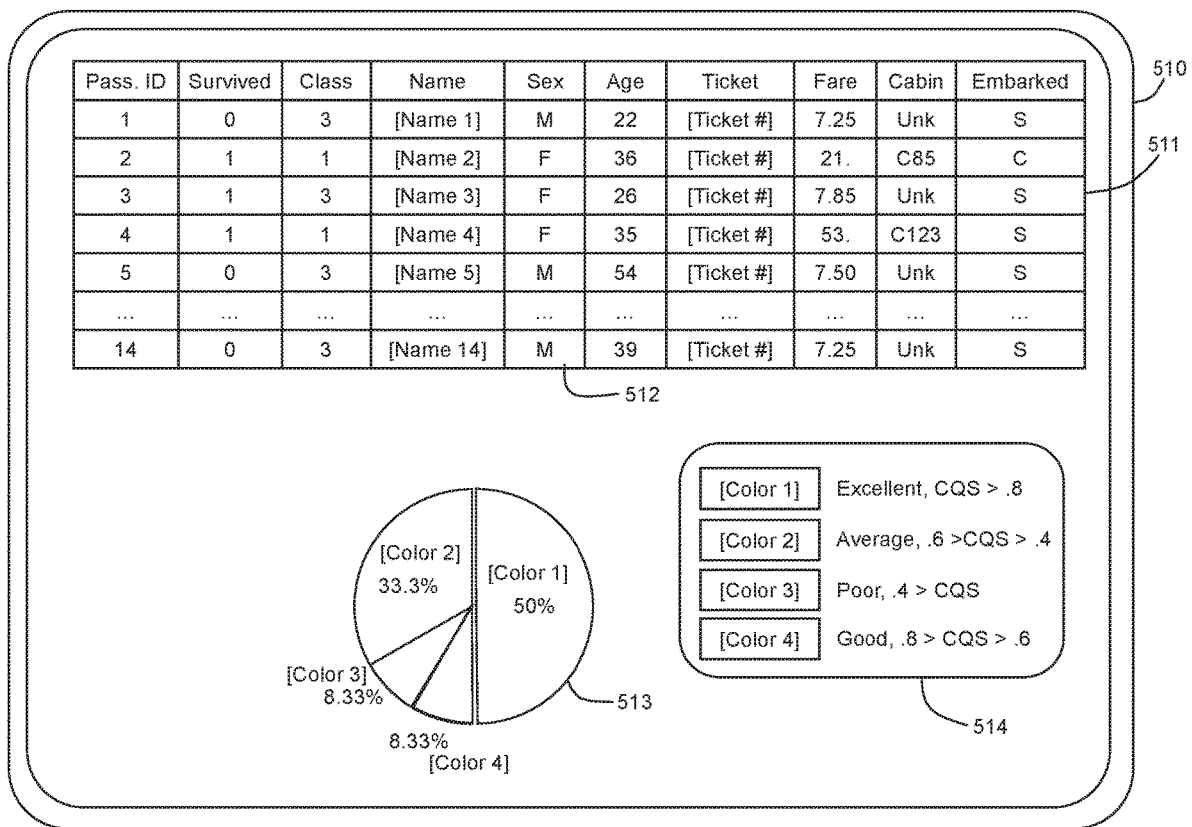 Pass. ID Survived Class Name Sex Age Ticket Fare Cabin Embarked
1 0 3 [Name 1] M 22 [Ticket #] 7.25 Unk S
2 1 1 [Name 2] F 36 [Ticket #] 21. C85 C
3 1 3 [Name 3] F 26 [Ticket #] 7.85 Unk S
4 1 1 [Name 4] F 35 [Ticket #] 53. C123 S
5 0 3 [Name 5] M 54 [Ticket #] 7.50 Unk S
... ... ... ... ... ... ... ... ... ...
14 0 3 [Name 14] M 39 [Ticket #] 7.25 Unk S
510
511
512
[Color 2]
33.3%
[Color 1]
50%
[Color 3]
8.33%
8.33%
[Color 4]
513
[Color 1] Excellent, CQS > .8
[Color 2] Average, .6 >CQS > .4
[Color 3] Poor, .4 > CQS
[Color 4] Good, .8 > CQS > .6
514